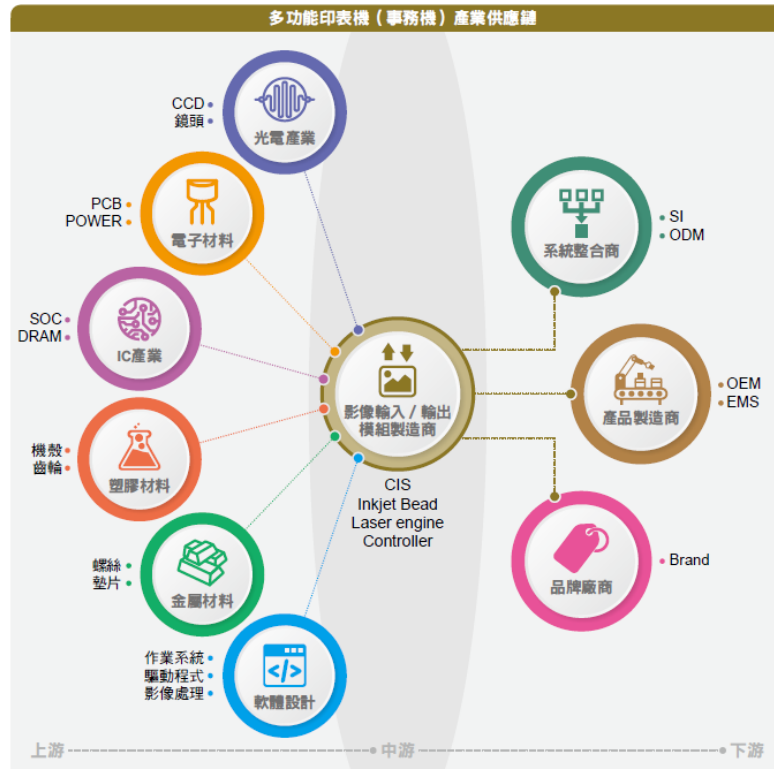 多功能印表機（事務機）產業供應鏈
CCD
鏡頭
光電產業
PCB
POWER
電子材料
SOC
DRAM
IC產業
機殼
齒輪
塑膠材料
螺絲
墊片
金屬材料
作業系統
驅動程式
影像處理
軟體設計
影像輸入 / 輸出
模組製造商
CIS
Inkjet Bead
Laser engine
Controller
系統整合商
SI
ODM
產品製造商
OEM
EMS
品牌廠商
Brand
上游
中游
下游